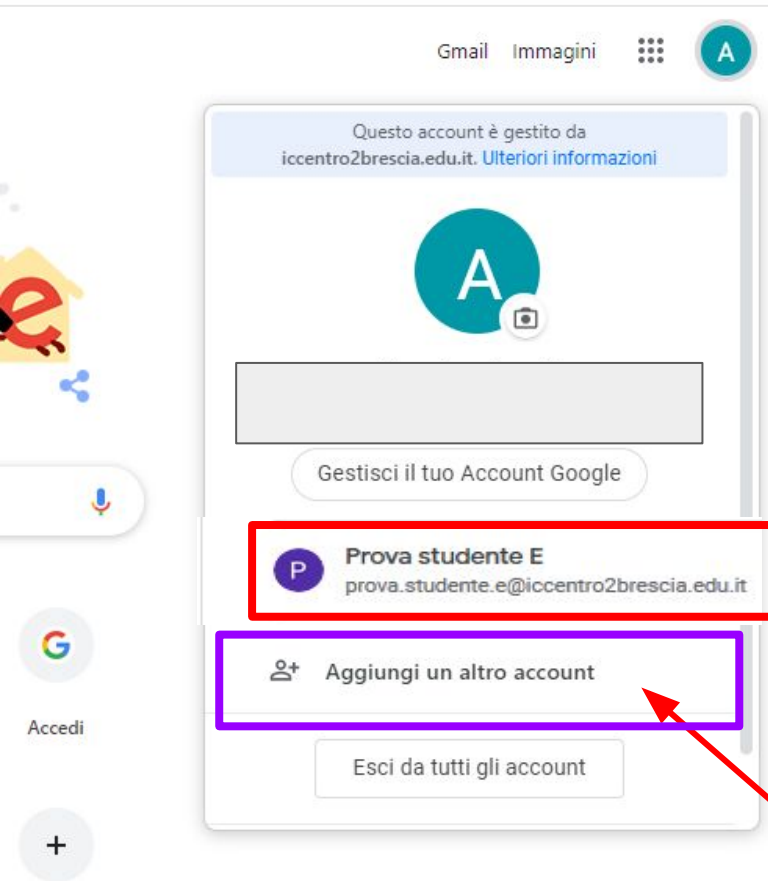 Gmail Immagini
A
Questo account è gestito da
iccentro2brescia.edu.it. Ulteriori informazioni
A
e
Gestisci il tuo Account Google
P
Prova studente E
prova.studente.e@iccentro2brescia.edu.it
G
Aggiungi un altro account
Accedi
Esci da tutti gli account